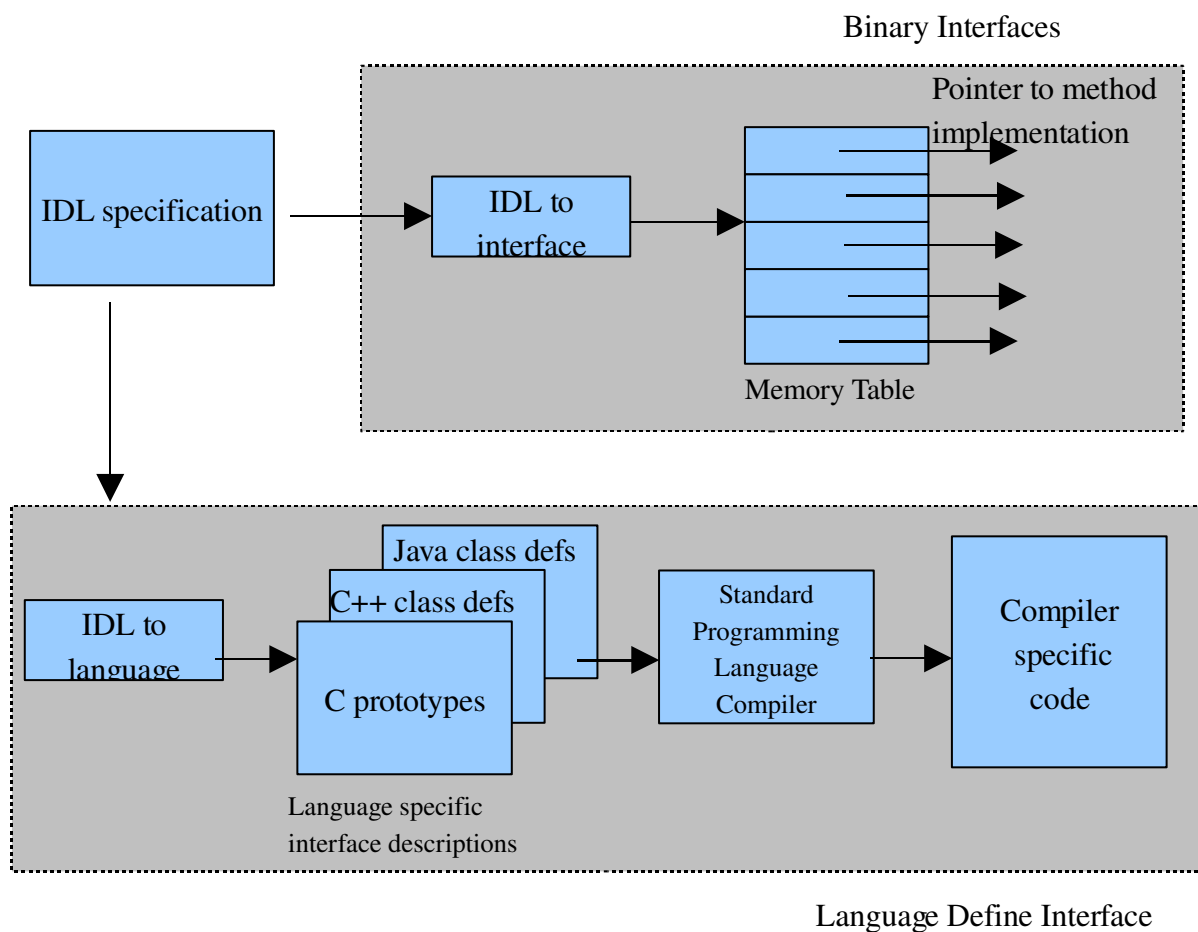 Binary Interfaces
Pointer to method
implementation
IDL specification
IDL to
interface
Memory Table
Java class defs
C++ class defs
C prototypes
IDL to
language
Standard
Programming
Language
Compiler
Compiler
specific
code
Language specific
interface descriptions
Language Define Interface